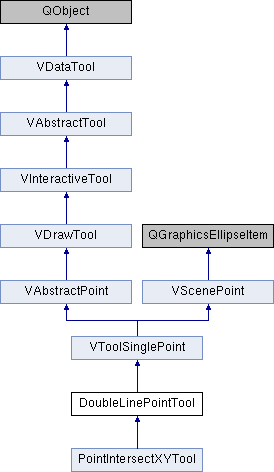 QObject
VDataTool
VAbstractTool
VInteractiveTool
VDrawTool
QGraphicsEllipseItem
VAbstractPoint
VScenePoint
VToolSinglePoint
DoubleLinePointTool
PointIntersectXYTool